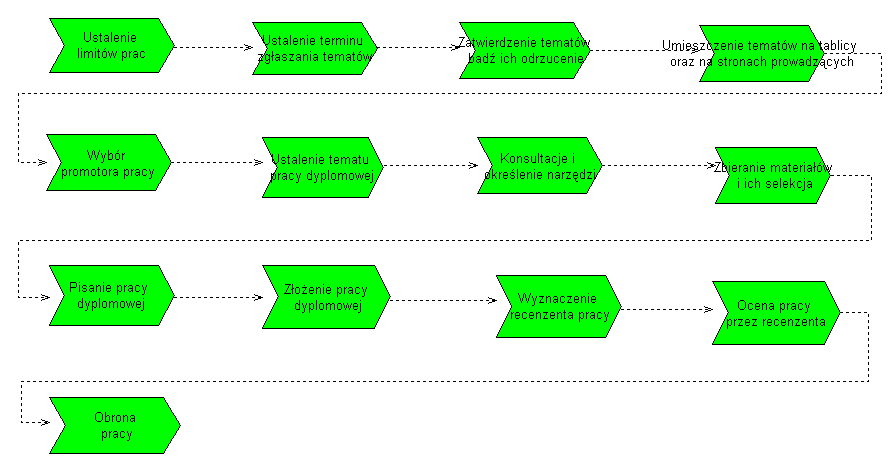 Ustalenie
limitów prac
Ustalenie terminu
zgłaszania tematów
Zatwierdzenie tematów
bądź ich odrzucenie
Umieszczenie tematów na tablicy
oraz na stronach prowadzących
Wybór
promotora pracy
Ustalenie tematu
pracy dyplomowej
Konsultacje i
określenie narzędzi
Zbieranie materiałów
i ich selekcja
Pisanie pracy
dyplomowej
Złożenie pracy
dyplomowej
Wyznaczenie
recenzenta pracy
Ocena pracy
przez recenzenta
Obrona
pracy